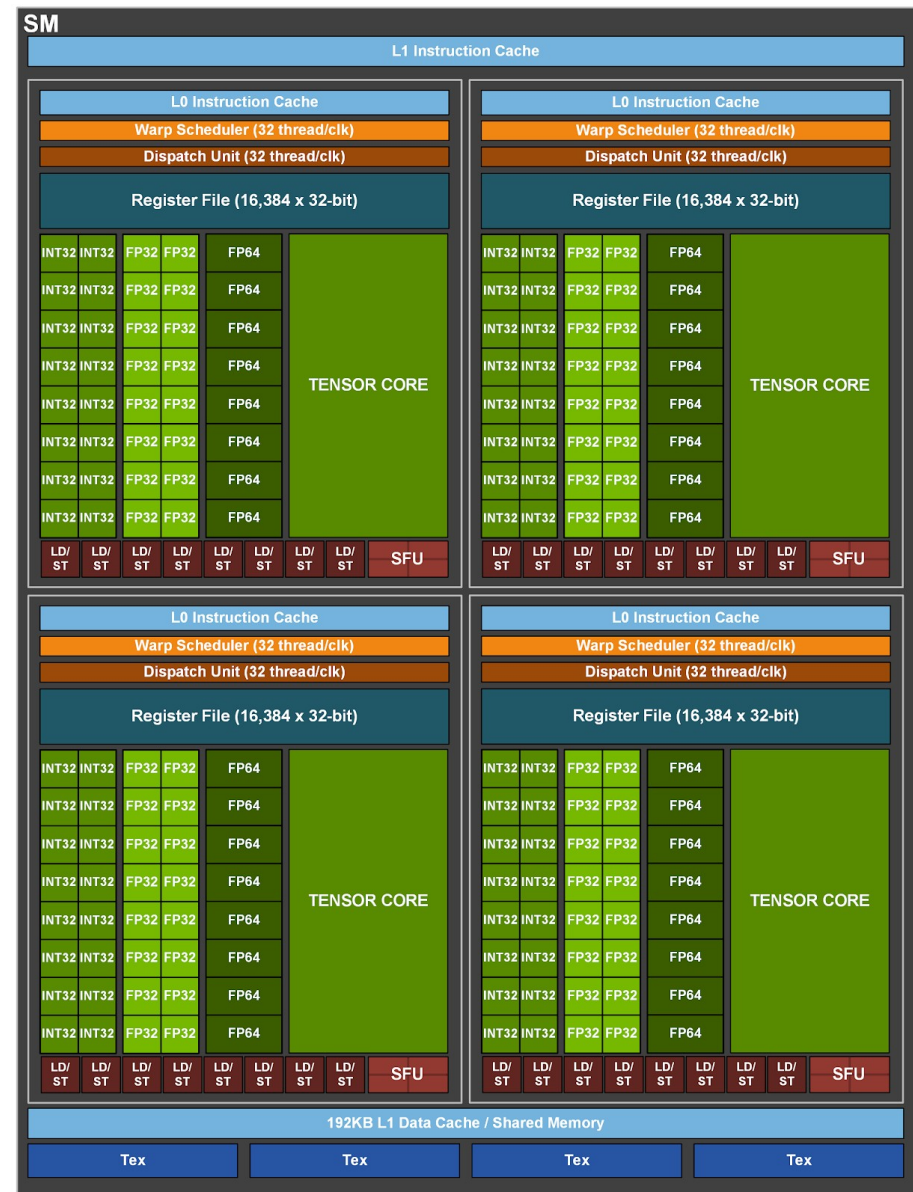 SM
L1 Instruction Cache
L0 Instruction Cache
Warp Scheduler (32 thread/clk)
Dispatch Unit (32 thread/clk)
Register File (16,384 x 32-bit)
INT32 INT32 FP32 FP32 FP64
INT32 INT32 FP32 FP32 FP64
INT32 INT32 FP32 FP32 FP64
INT32 INT32 FP32 FP32 FP64
TENSOR CORE
INT32 INT32 FP32 FP32 FP64
INT32 INT32 FP32 FP32 FP64
INT32 INT32 FP32 FP32 FP64
INT32 INT32 FP32 FP32 FP64
LD/ LD/ LD/ LD/ LD/ LD/ LD/ LD/
ST ST ST ST ST ST ST ST
SFU
L0 Instruction Cache
Warp Scheduler (32 thread/clk)
Dispatch Unit (32 thread/clk)
Register File (16,384 x 32-bit)
INT32 INT32 FP32 FP32 FP64
INT32 INT32 FP32 FP32 FP64
INT32 INT32 FP32 FP32 FP64
INT32 INT32 FP32 FP32 FP64
TENSOR CORE
INT32 INT32 FP32 FP32 FP64
INT32 INT32 FP32 FP32 FP64
INT32 INT32 FP32 FP32 FP64
INT32 INT32 FP32 FP32 FP64
LD/ LD/ LD/ LD/ LD/ LD/ LD/ LD/
ST ST ST ST ST ST ST ST
SFU
L0 Instruction Cache
Warp Scheduler (32 thread/clk)
Dispatch Unit (32 thread/clk)
Register File (16,384 x 32-bit)
INT32 INT32 FP32 FP32 FP64
INT32 INT32 FP32 FP32 FP64
INT32 INT32 FP32 FP32 FP64
INT32 INT32 FP32 FP32 FP64
TENSOR CORE
INT32 INT32 FP32 FP32 FP64
INT32 INT32 FP32 FP32 FP64
INT32 INT32 FP32 FP32 FP64
INT32 INT32 FP32 FP32 FP64
LD/ LD/ LD/ LD/ LD/ LD/ LD/ LD/
ST ST ST ST ST ST ST ST
SFU
L0 Instruction Cache
Warp Scheduler (32 thread/clk)
Dispatch Unit (32 thread/clk)
Register File (16,384 x 32-bit)
INT32 INT32 FP32 FP32 FP64
INT32 INT32 FP32 FP32 FP64
INT32 INT32 FP32 FP32 FP64
INT32 INT32 FP32 FP32 FP64
TENSOR CORE
INT32 INT32 FP32 FP32 FP64
INT32 INT32 FP32 FP32 FP64
INT32 INT32 FP32 FP32 FP64
INT32 INT32 FP32 FP32 FP64
LD/ LD/ LD/ LD/ LD/ LD/ LD/ LD/
ST ST ST ST ST ST ST ST
SFU
192KB L1 Data Cache / Shared Memory
Tex Tex Tex Tex